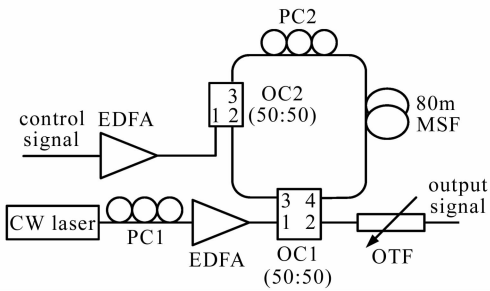 PC2
3
1 2
OC2
(50:50)
80m
MSF
control
signal
EDFA
3 4
1 2
output
signal
CW laser
PC1
EDFA
OC1
(50:50)
OTF